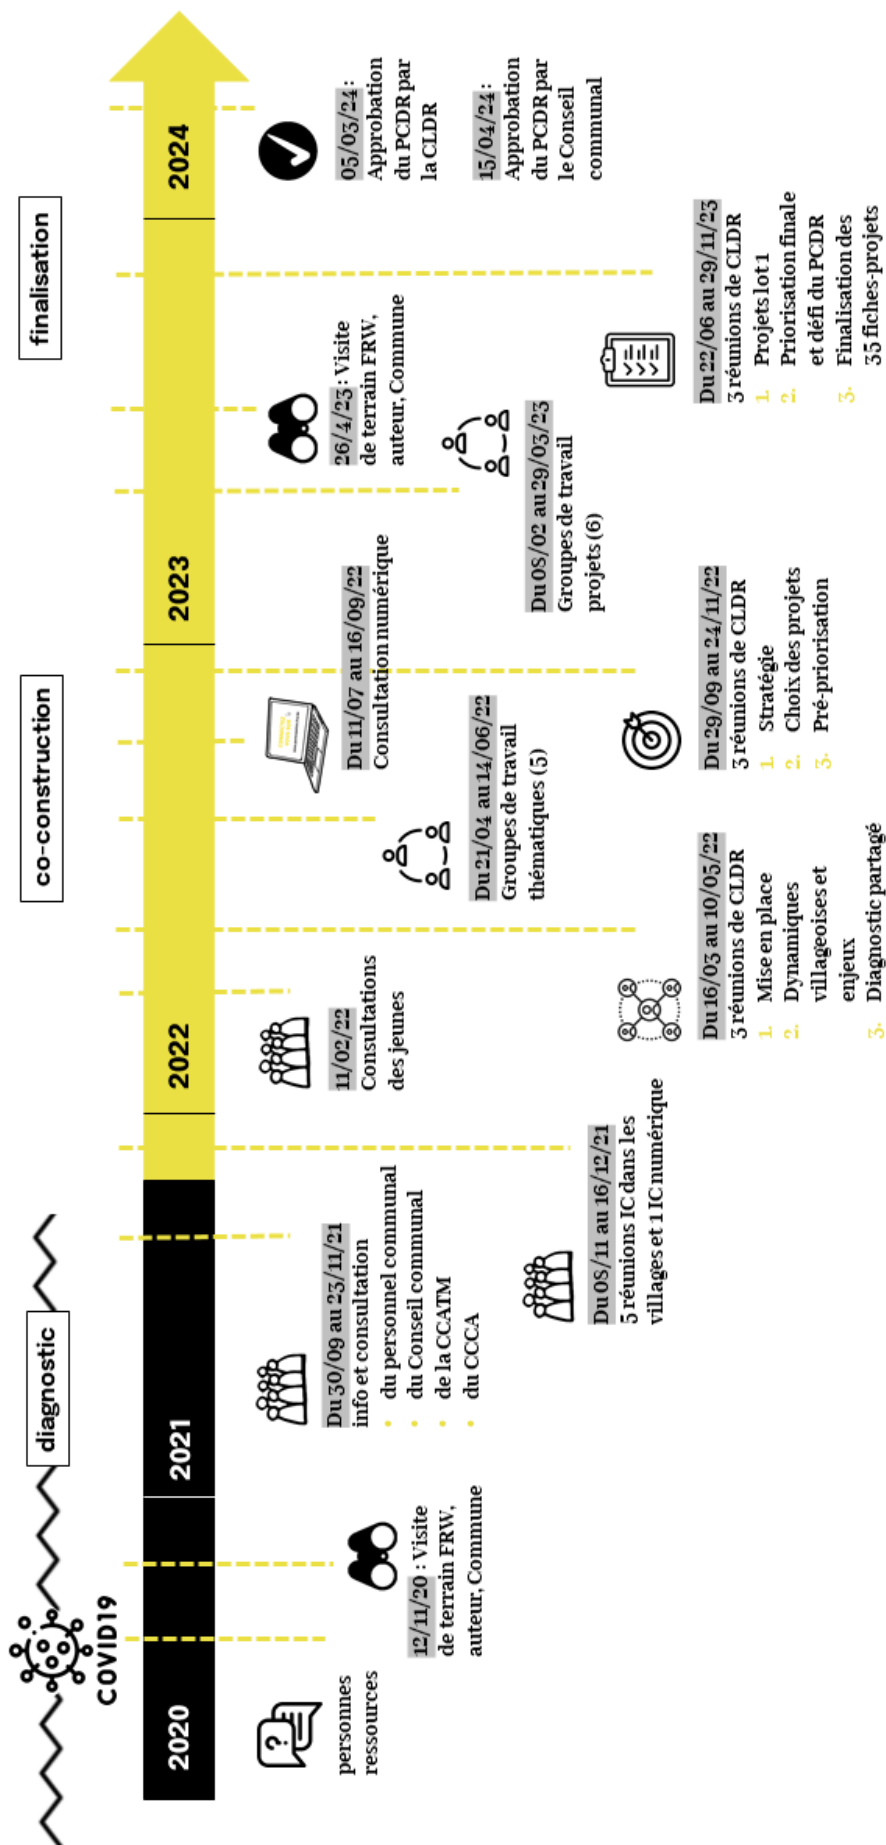 diagnostic
co-construction
finalisation
COVID19
2020
2021
2022
2023
2024
personnes
ressources
12/11/20 : Visite
de terrain FRW,
auteur, Commune
Du 30/09 au 23/11/21
info et consultation
• du personnel communal
• du Conseil communal
• de la CCATM
• du CCCA
Du 08/11 au 16/12/21
5 réunions IC dans les
villages et 1 IC numérique
11/02/22
Consultations
des jeunes
Du 16/03 au 10/05/22
3 réunions de CLDR
1. Mise en place
2. Dynamiques
villageoises et
enjeux
3. Diagnostic partagé
Du 21/04 au 14/06/22
Groupes de travail
thématiques (5)
Du 11/07 au 16/09/22
Consultation numérique
Du 29/09 au 24/11/22
3 réunions de CLDR
1. Stratégie
2. Choix des projets
3. Pré-priorisation
Du 08/02 au 29/03/23
Groupes de travail
projets (6)
26/4/23 : Visite
de terrain FRW,
auteur, Commune
Du 22/06 au 29/11/23
3 réunions de CLDR
1. Projets lot 1
2. Priorisation finale
et défi du PCDR
3. Finalisation des
35 fiches-projets
05/03/24 :
Approbation
du PCDR par
la CLDR
15/04/24 :
Approbation
du PCDR par
le Conseil
communal